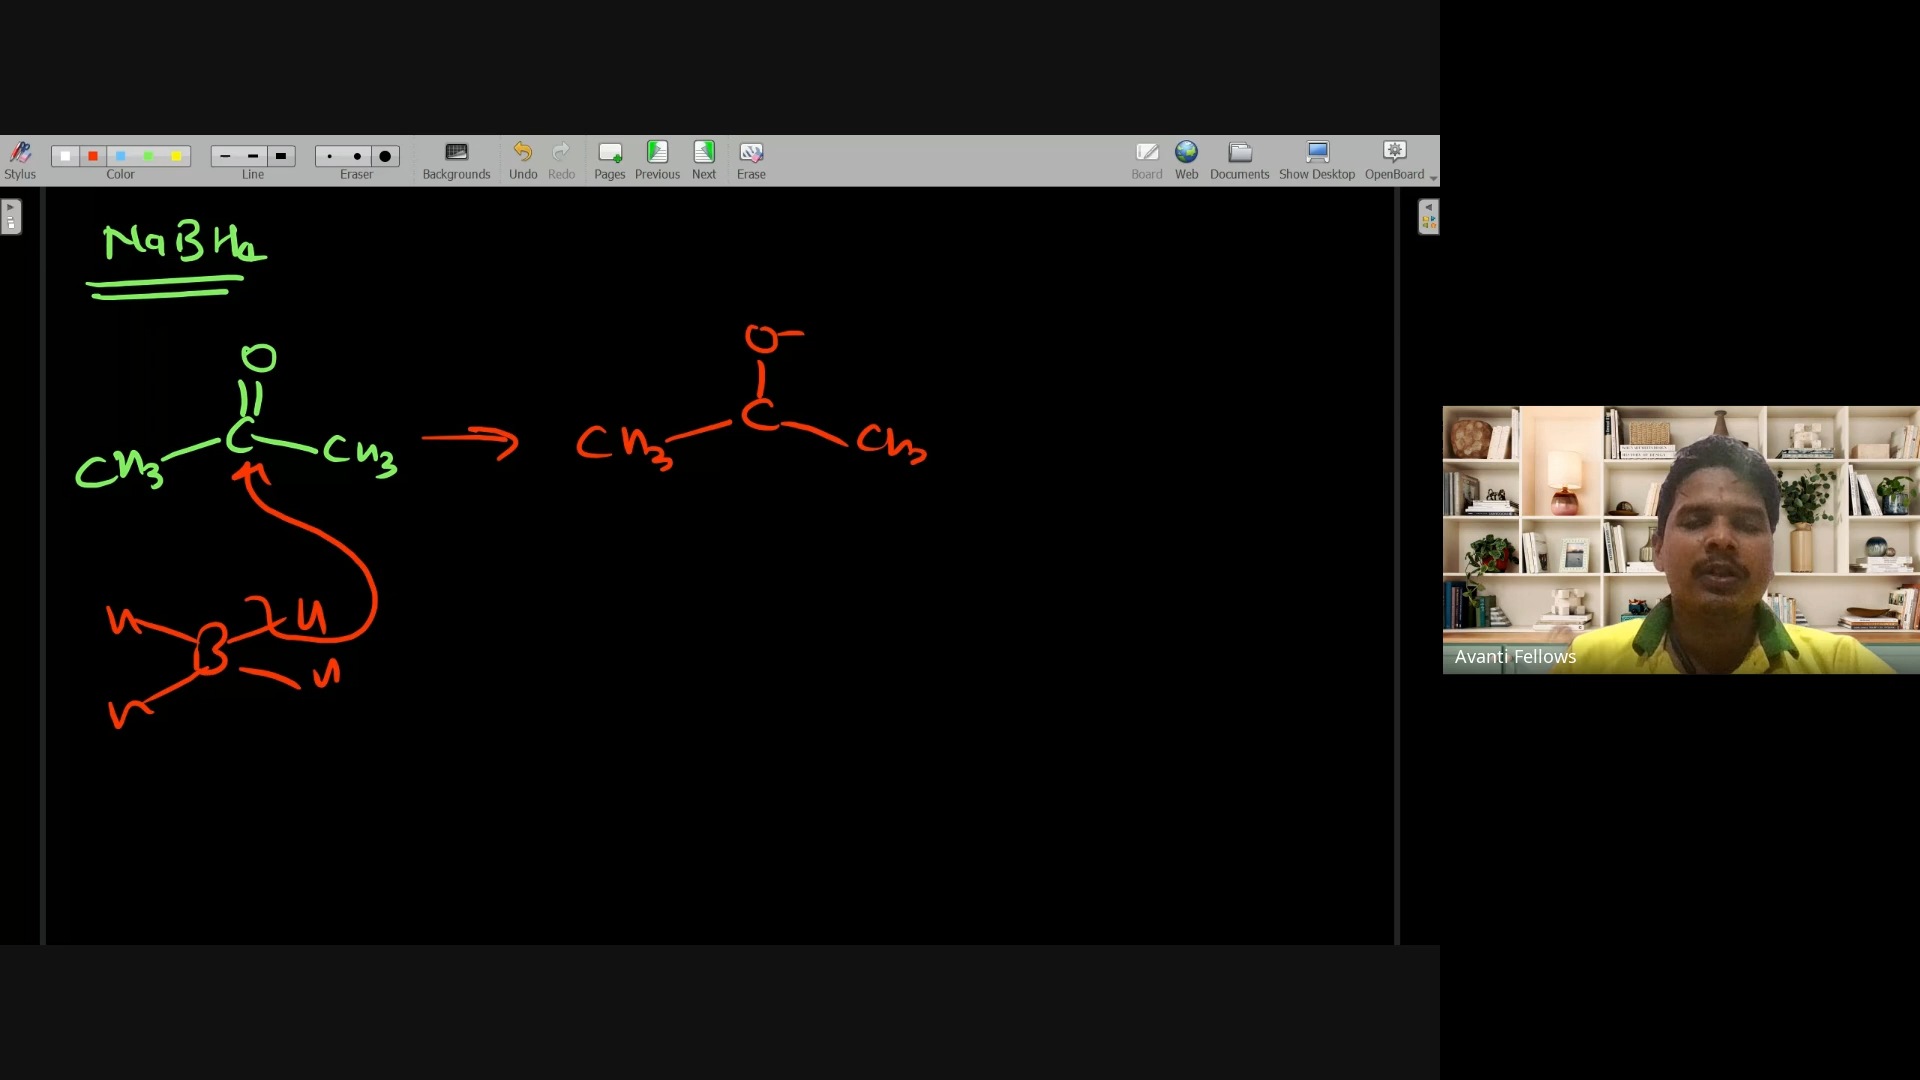 Stylus Color Line Eraser Backgrounds Undo Redo Pages Previous Next Erase Board Web Documents Show Desktop OpenBoard
NaBH4
O
C
CH3 CH3
H B H
H H
O-
C
CH3 CH3
Avanti Fellows